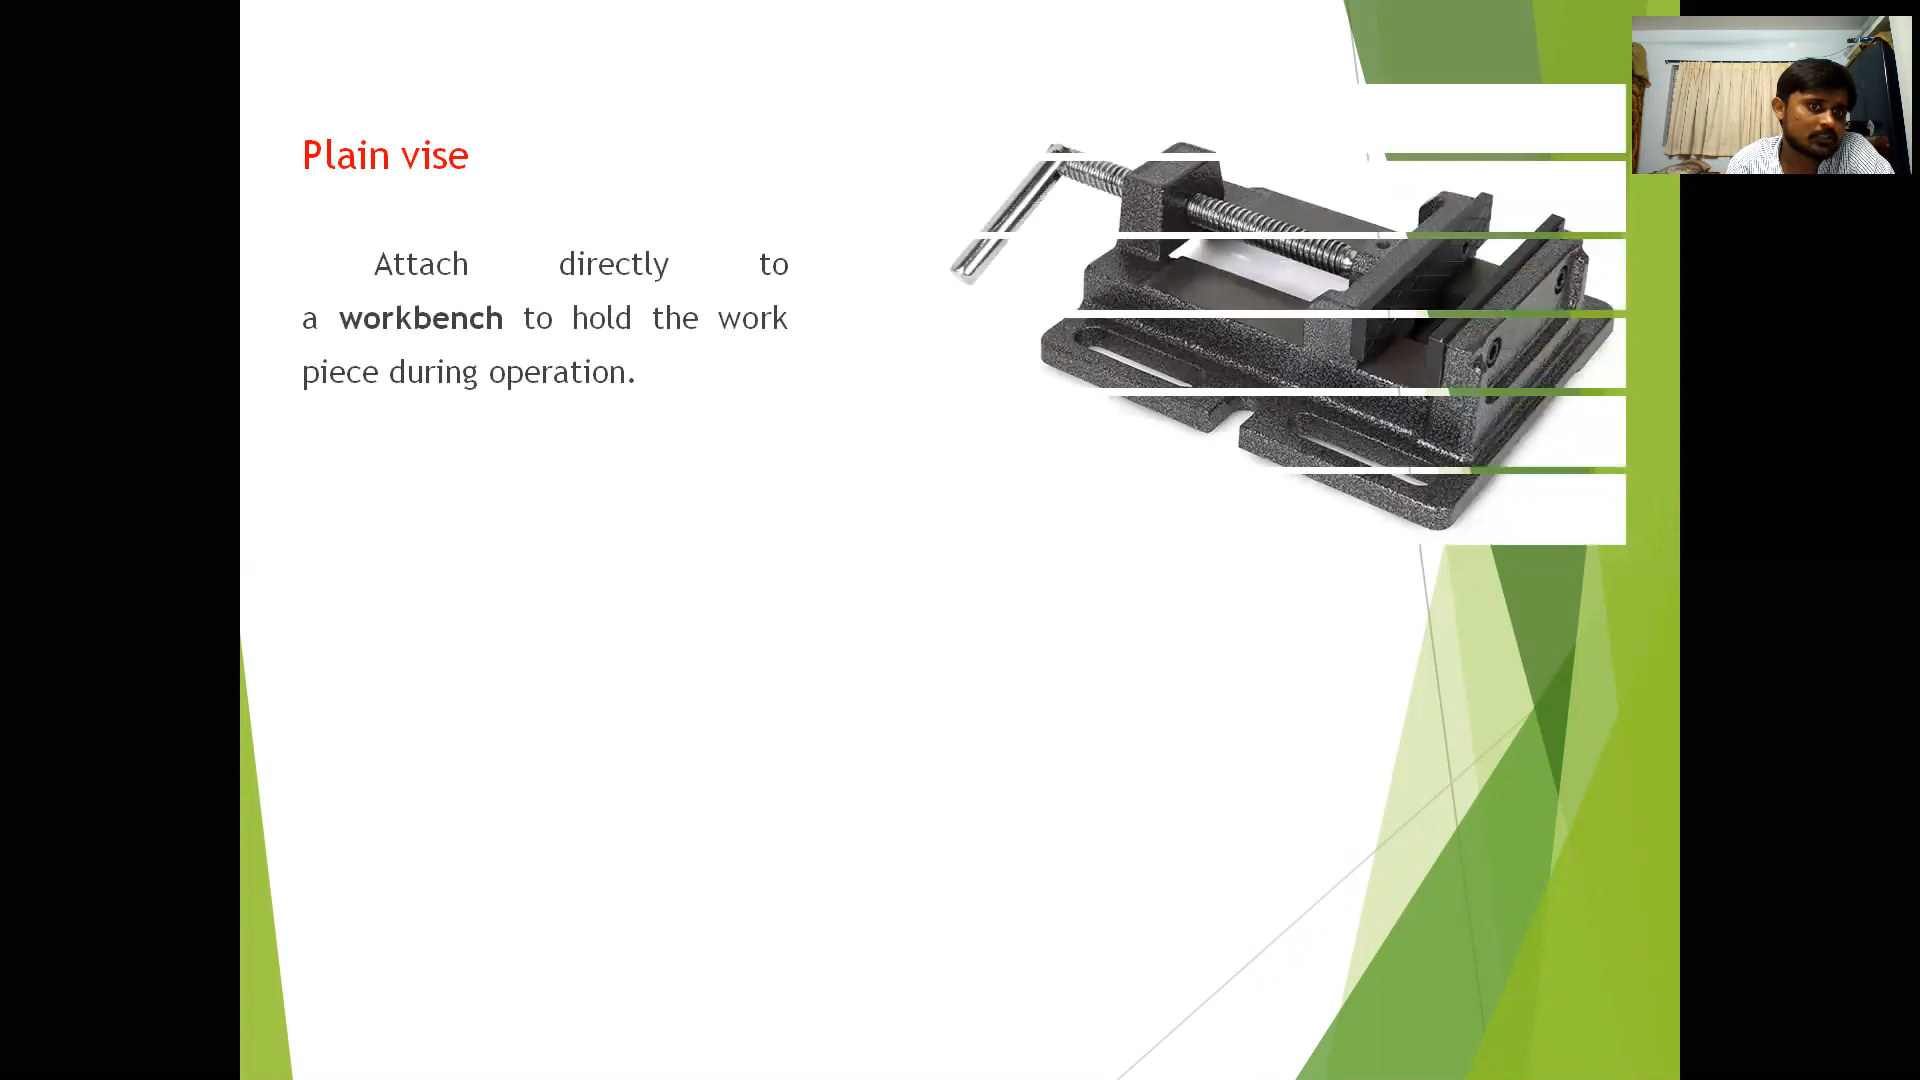 Plain vise
Attach directly to
a workbench to hold the work
piece during operation.